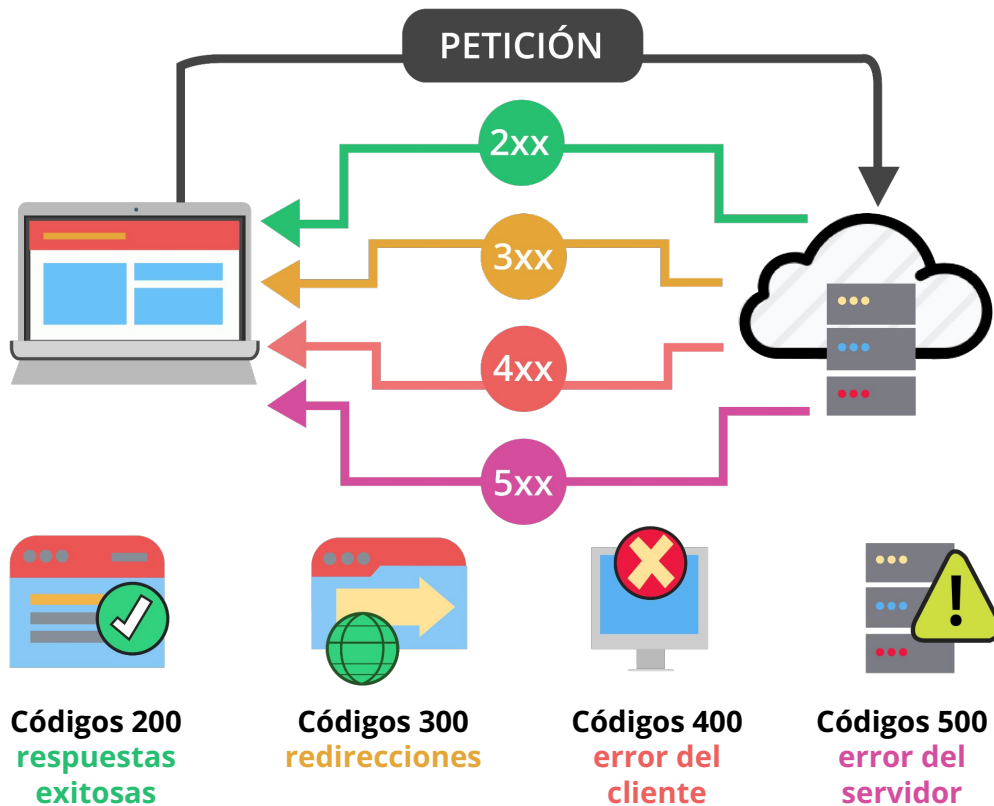 PETICIÓN
2xx
3xx
4xx
5xx
Códigos 200
respuestas
exitosas
Códigos 300
redirecciones
Códigos 400
error del
cliente
Códigos 500
error del
servidor